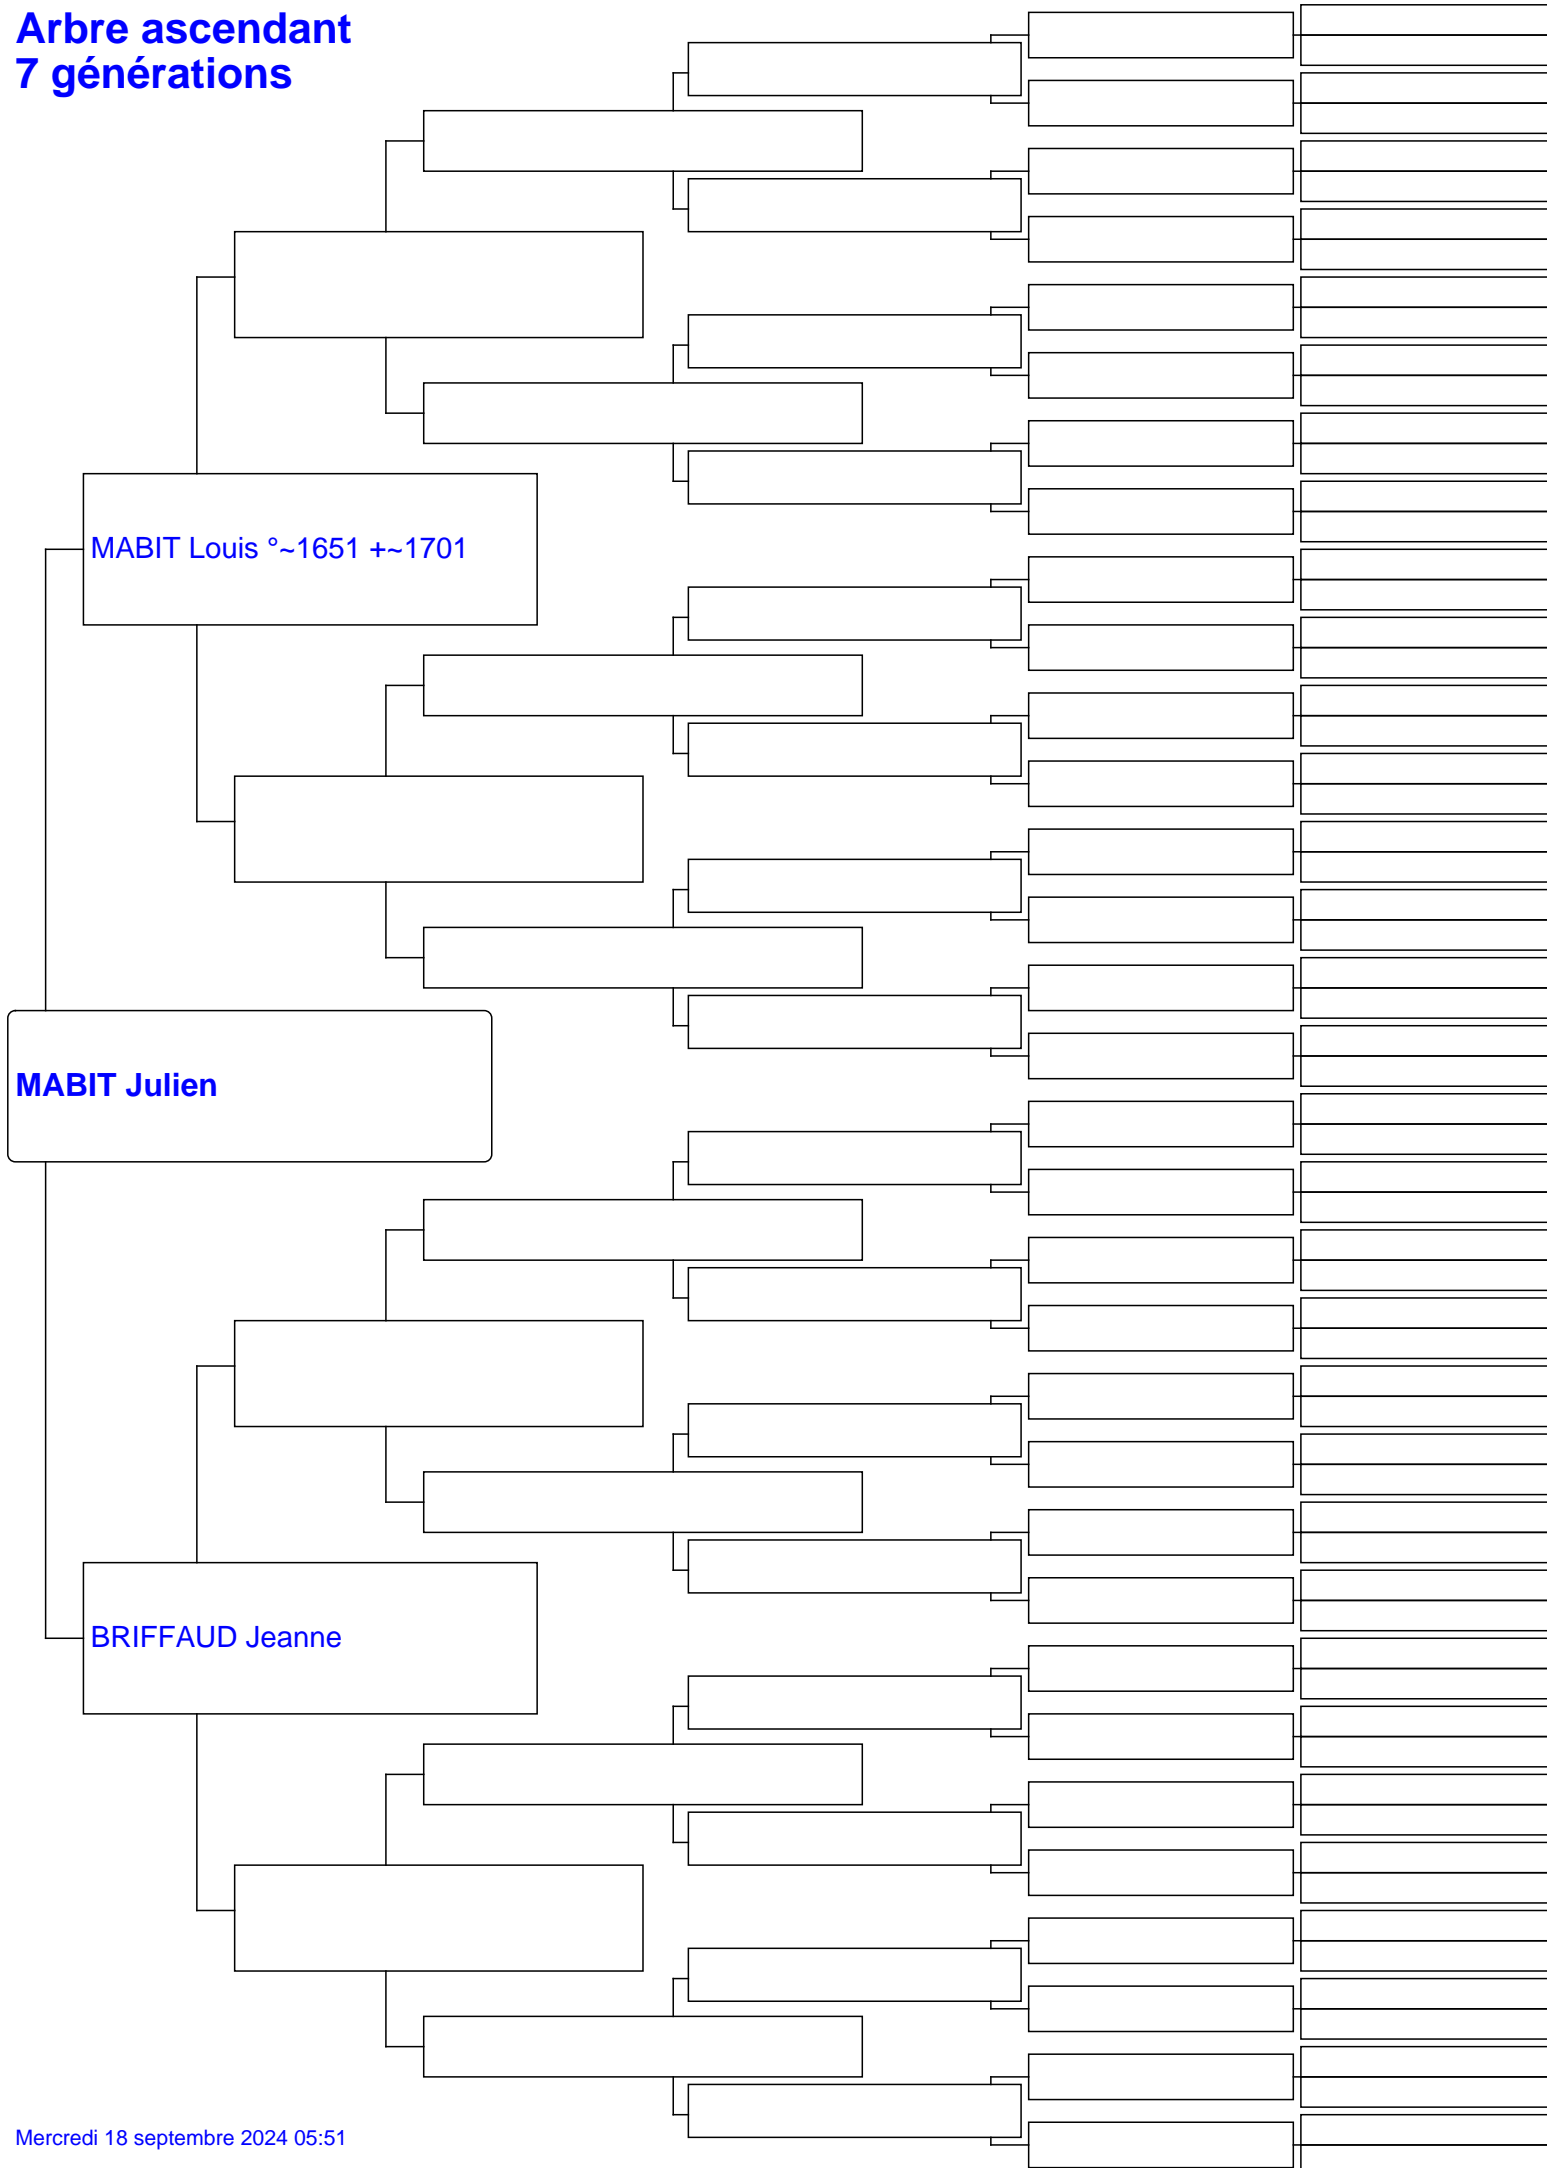 Arbre ascendant
7 générations
MABIT Louis °~1651 +~1701
MABIT Julien
BRIFFAUD Jeanne
Mercredi 18 septembre 2024 05:51